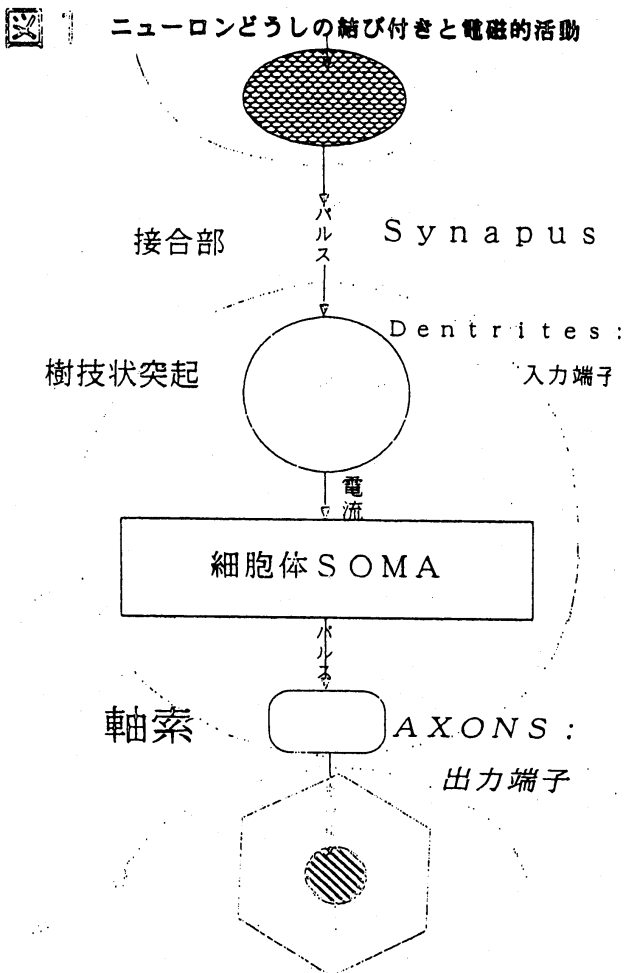 図1 ニューロンどうしの結び付きと電磁的活動
パルス
接合部
Synapus
Dentrites:
樹技状突起
入力端子
電流
細胞体SOMA
パルス
軸索
AXONS:
出力端子